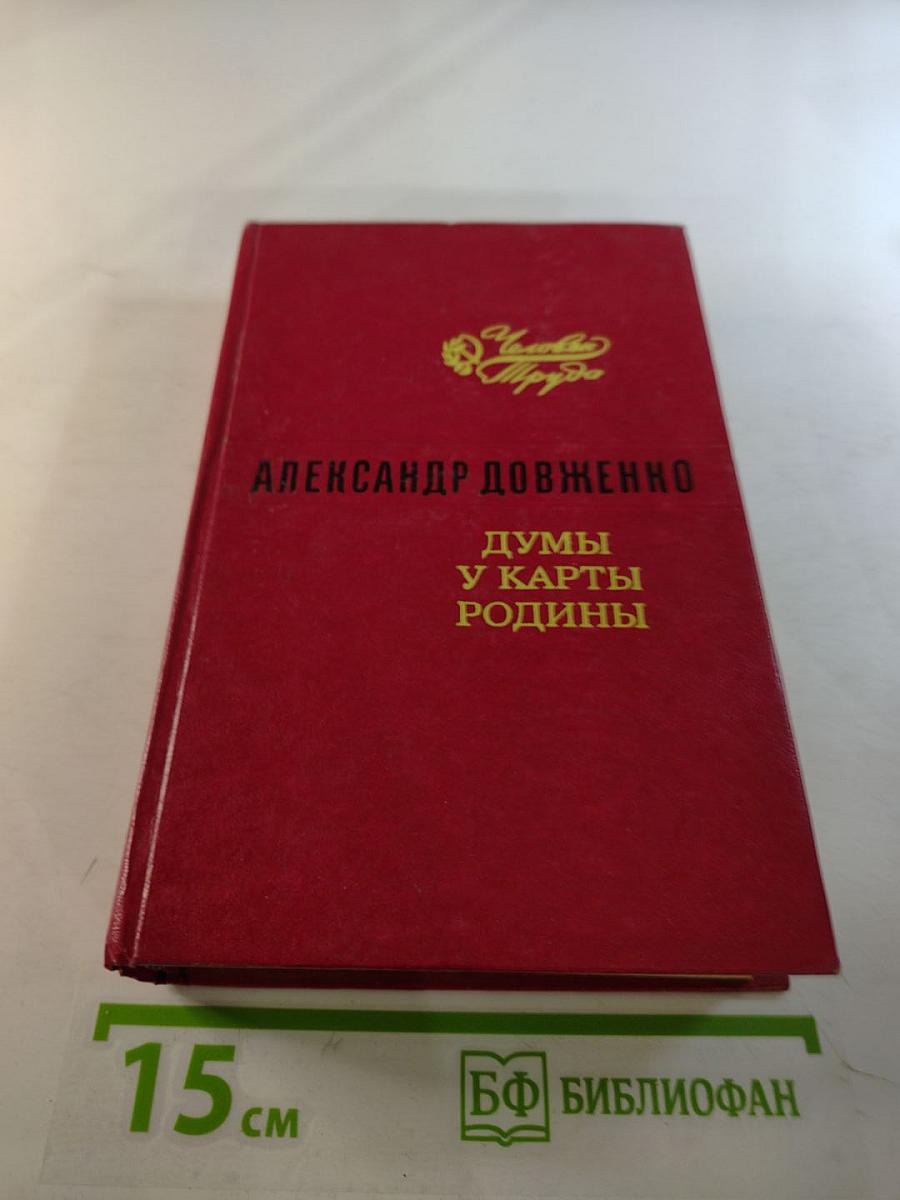 Человек
Труда
АЛЕКСАНДР ДОВЖЕНКО
ДУМЫ
У КАРТЫ
РОДИНЫ
15 см
БФ БИБЛИОФАН